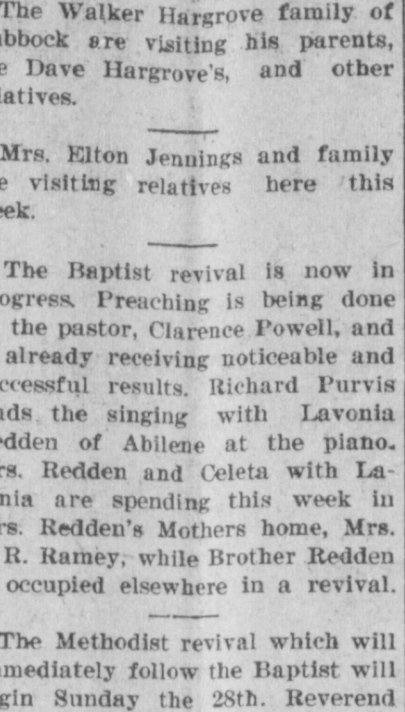 The Walker Hargrove family of
bbock are visiting his parents,
e Dave Hargrove's, and other
latives.
Mrs. Elton Jennings and family
e visiting relatives here this
eek.
The Baptist revival is now in
ogress. Preaching is being done
the pastor, Clarence Powell, and
already receiving noticeable and
ccessful results. Richard Purvis
ads the singing with Lavonia
edden of Abilene at the piano.
rs. Redden and Celeta with La-
nia are spending this week in
rs. Redden's Mothers home, Mrs.
R. Ramey, while Brother Redden
occupied elsewhere in a revival.
The Methodist revival which will
mmediately follow the Baptist will
gin Sunday the 28th. Reverend